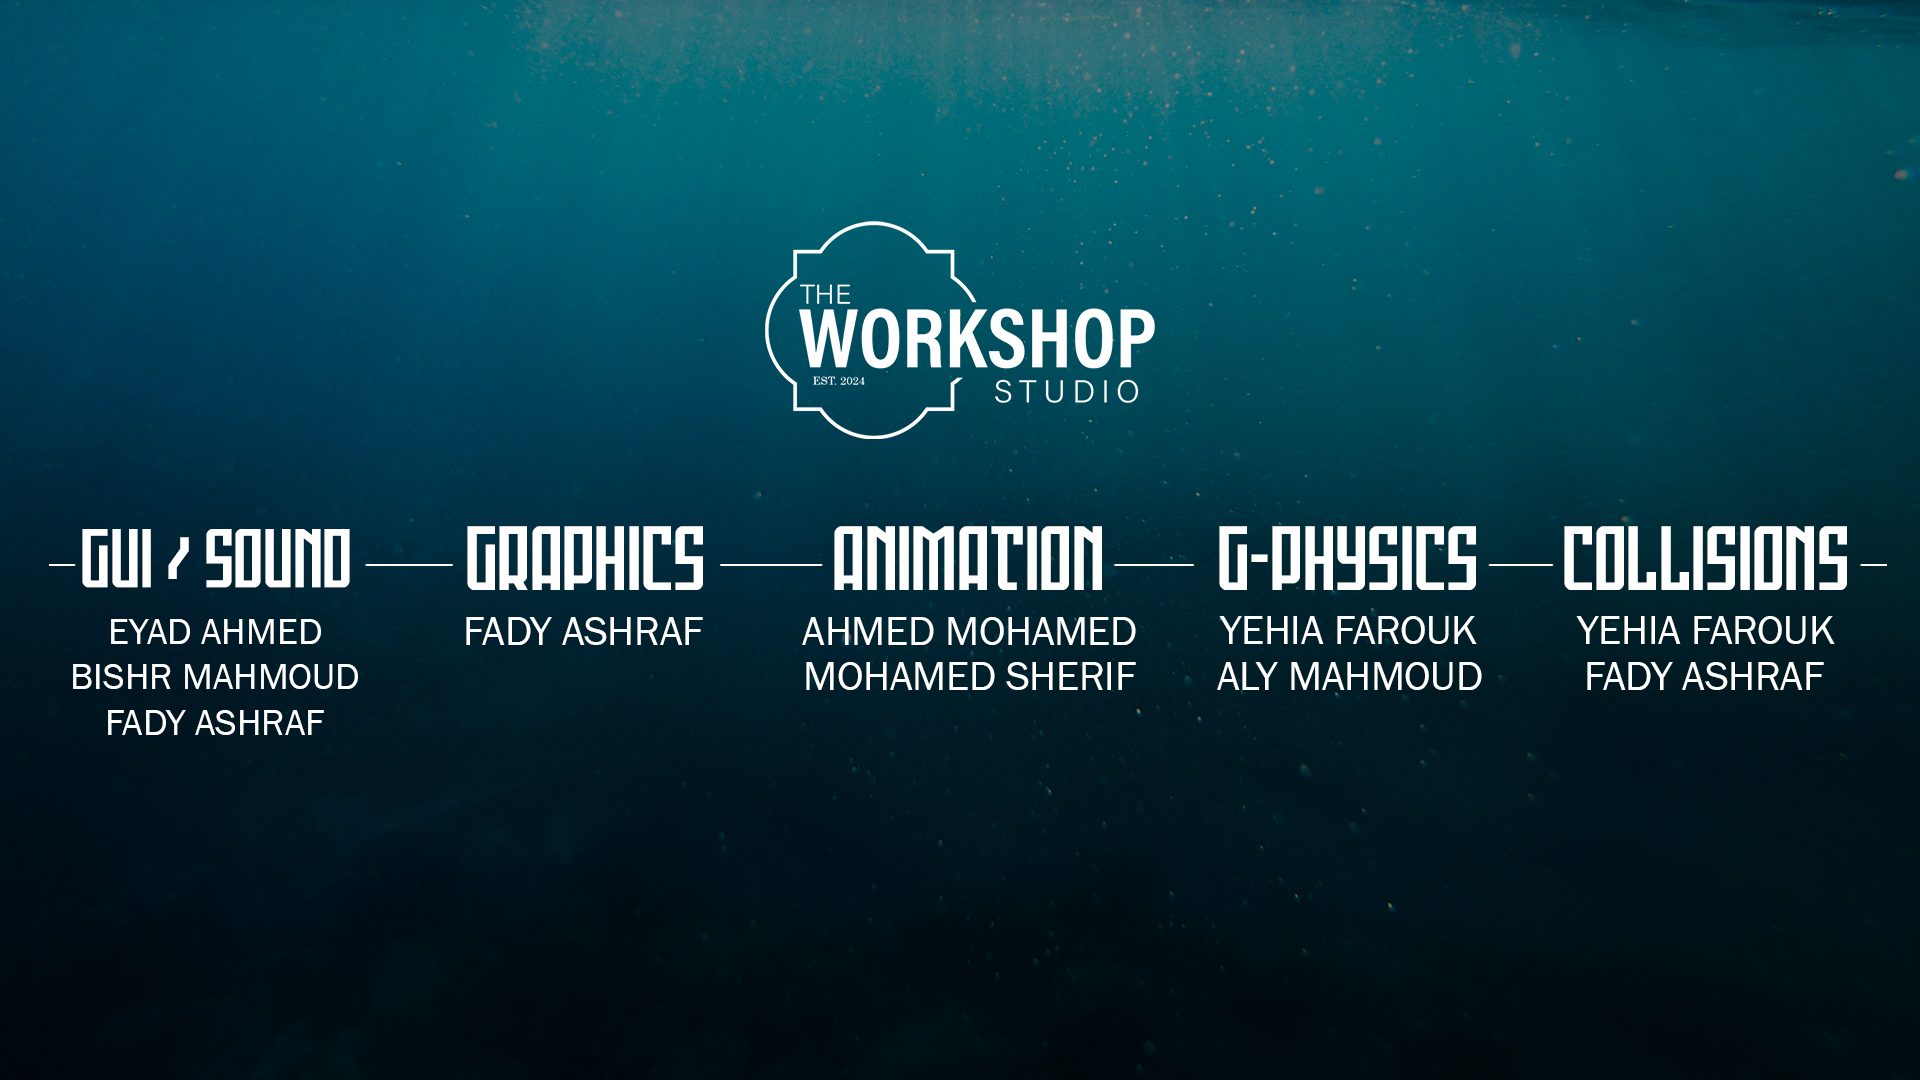 THE
WORKSHOP
EST. 2024
STUDIO
GUI / SOUND
EYAD AHMED
BISHR MAHMOUD
FADY ASHRAF
GRAPHICS
FADY ASHRAF
ANIMATION
AHMED MOHAMED
MOHAMED SHERIF
G-PHYSICS
YEHIA FAROUK
ALY MAHMOUD
COLLISIONS
YEHIA FAROUK
FADY ASHRAF